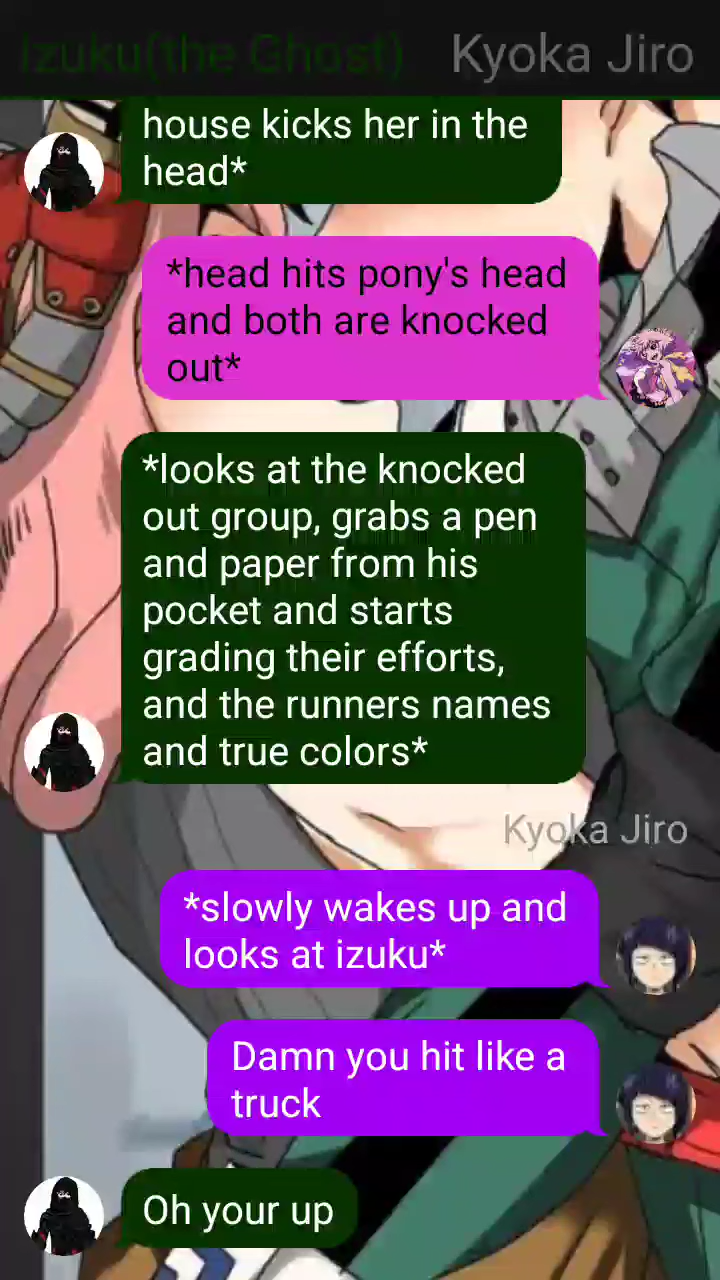 Izuku(the Ghost) Kyoka Jiro
house kicks her in the
head*
*head hits pony's head
and both are knocked
out*
*looks at the knocked
out group, grabs a pen
and paper from his
pocket and starts
grading their efforts,
and the runners names
and true colors*
Kyoka Jiro
*slowly wakes up and
looks at izuku*
Damn you hit like a
truck
Oh your up